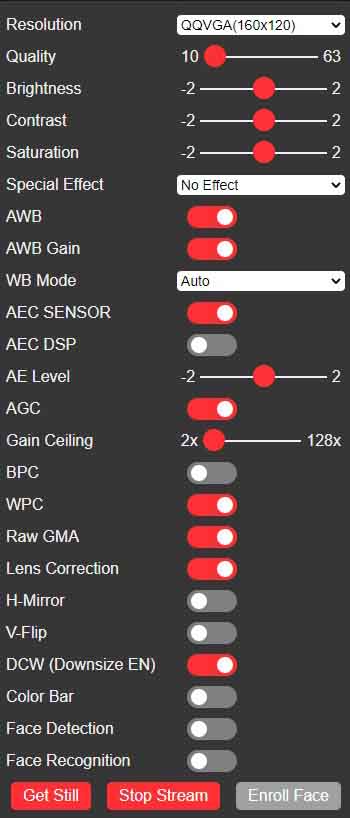 Resolution QQVGA(160x120)
Quality 10 63
Brightness -2 2
Contrast -2 2
Saturation -2 2
Special Effect No Effect
AWB
AWB Gain
WB Mode Auto
AEC SENSOR
AEC DSP
AE Level -2 2
AGC
Gain Ceiling 2x 128x
BPC
WPC
Raw GMA
Lens Correction
H-Mirror
V-Flip
DCW (Downsize EN)
Color Bar
Face Detection
Face Recognition
Get Still Stop Stream Enroll Face